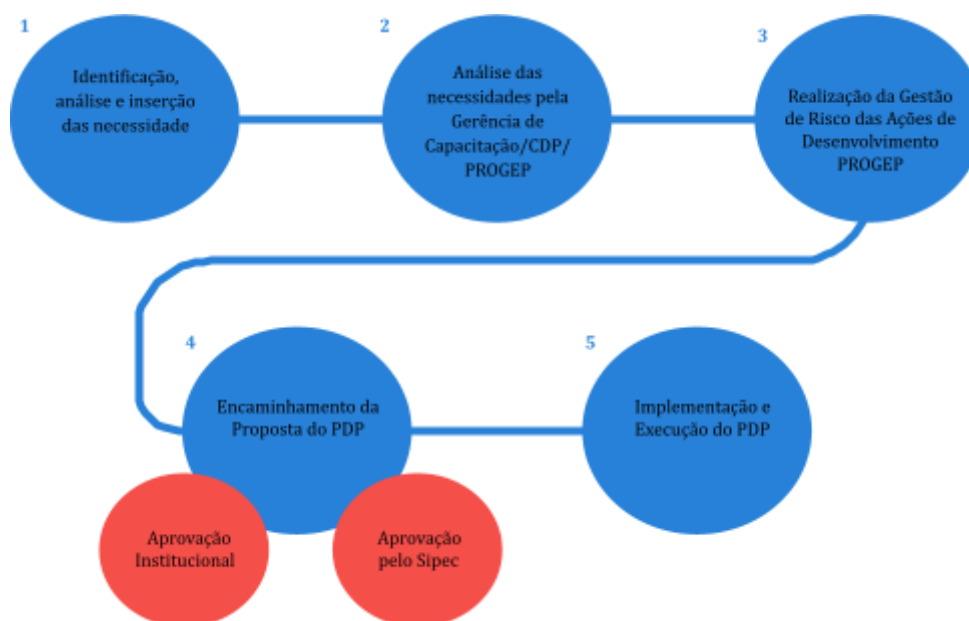 1
Identificação,
análise e inserção
das necessidade
2
Análise das
necessidades pela
Gerência de
Capacitação/CDP/
PROGEP
3
Realização da Gestão
de Risco das Ações de
Desenvolvimento
PROGEP
4
Encaminhamento da
Proposta do PDP
Aprovação
Institucional
Aprovação
pelo Sipec
5
Implementação e
Execução do PDP